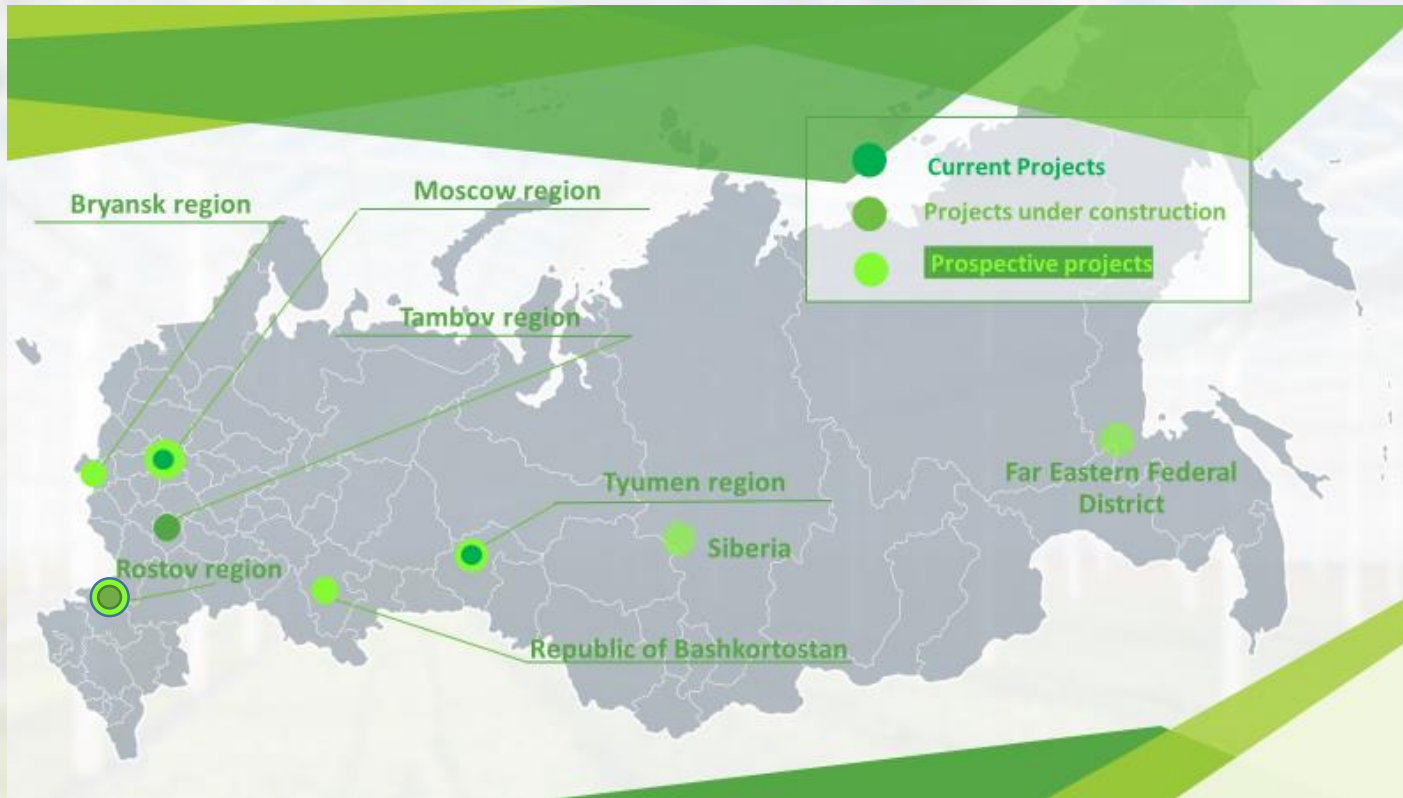 Current Projects
Projects under construction
Prospective projects
Bryansk region
Moscow region
Tambov region
Tyumen region
Far Eastern Federal
District
Siberia
Rostov region
Republic of Bashkortostan